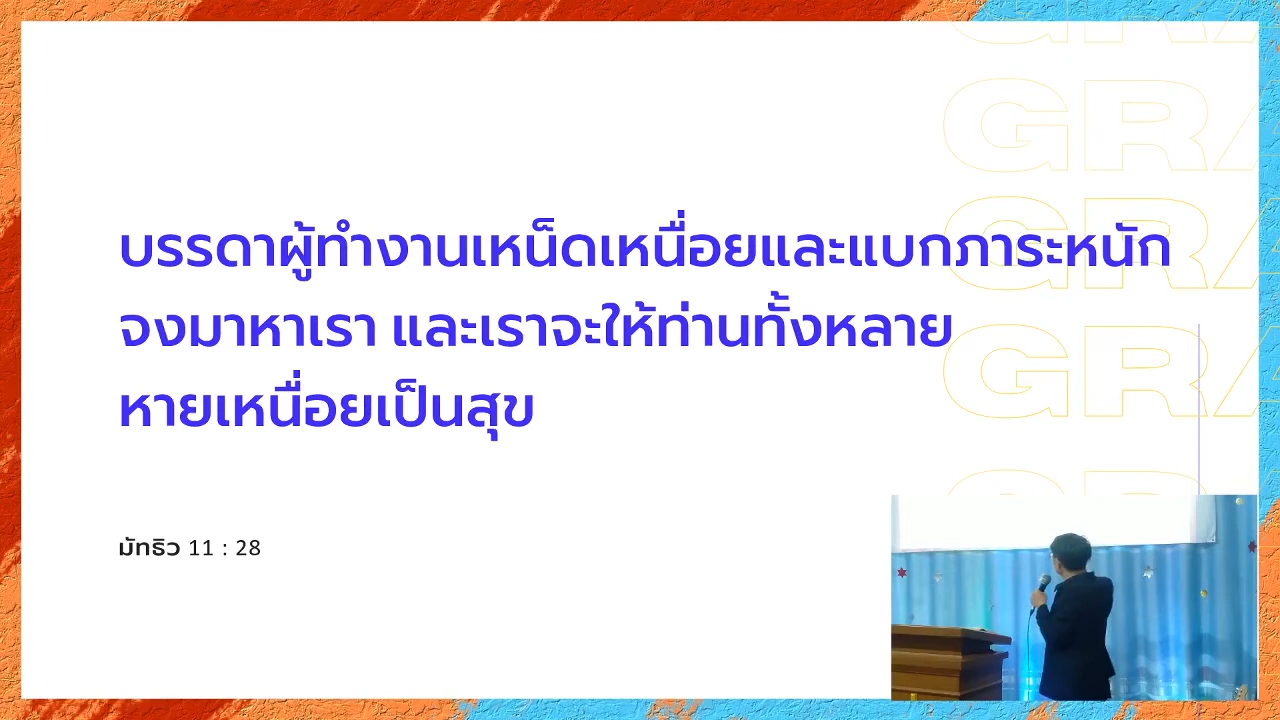 บรรดาผู้ทำงานเหน็ดเหนื่อยและแบกภาระหนัก
จงมาหาเรา และเราจะให้ท่านทั้งหลาย
หายเหนื่อยเป็นสุข
มัทธิว 11 : 28
GRA
GRA
GRA